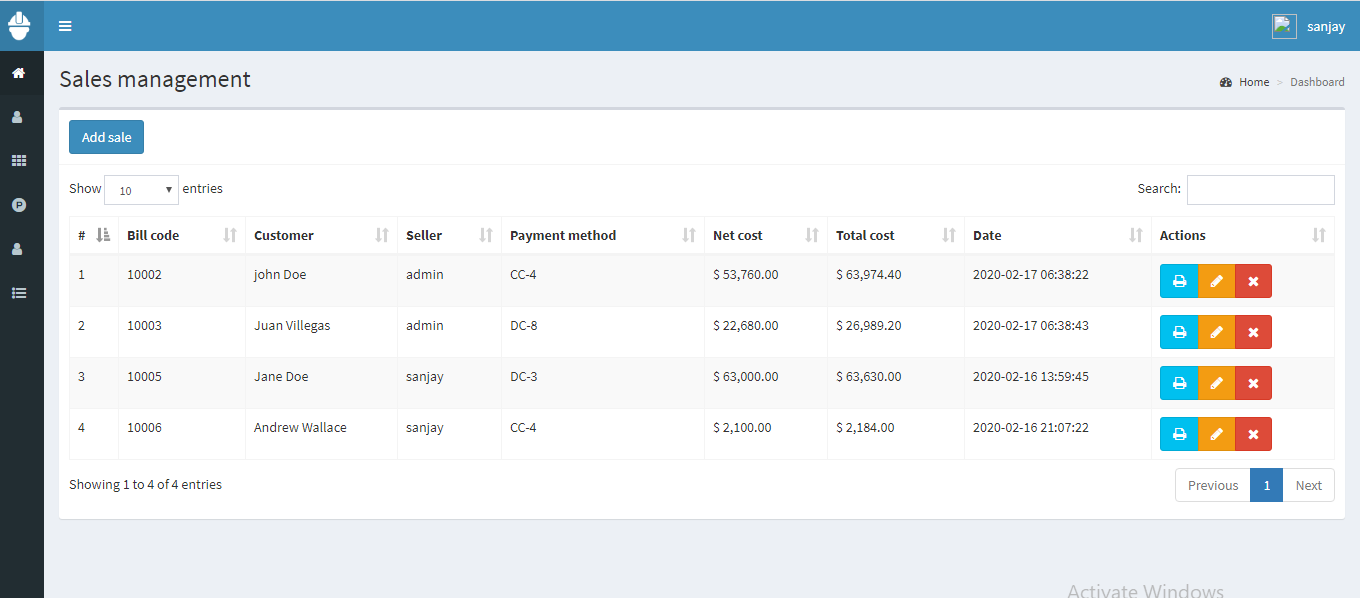 sanjay
Sales management
Home > Dashboard
Add sale
Show 10 entries
Search:
# Bill code Customer Seller Payment method Net cost Total cost Date Actions
1 10002 john Doe admin CC-4 $ 53,760.00 $ 63,974.40 2020-02-17 06:38:22
2 10003 Juan Villegas admin DC-8 $ 22,680.00 $ 26,989.20 2020-02-17 06:38:43
3 10005 Jane Doe sanjay DC-3 $ 63,000.00 $ 63,630.00 2020-02-16 13:59:45
4 10006 Andrew Wallace sanjay CC-4 $ 2,100.00 $ 2,184.00 2020-02-16 21:07:22
Showing 1 to 4 of 4 entries
Previous 1 Next
Activate Windows